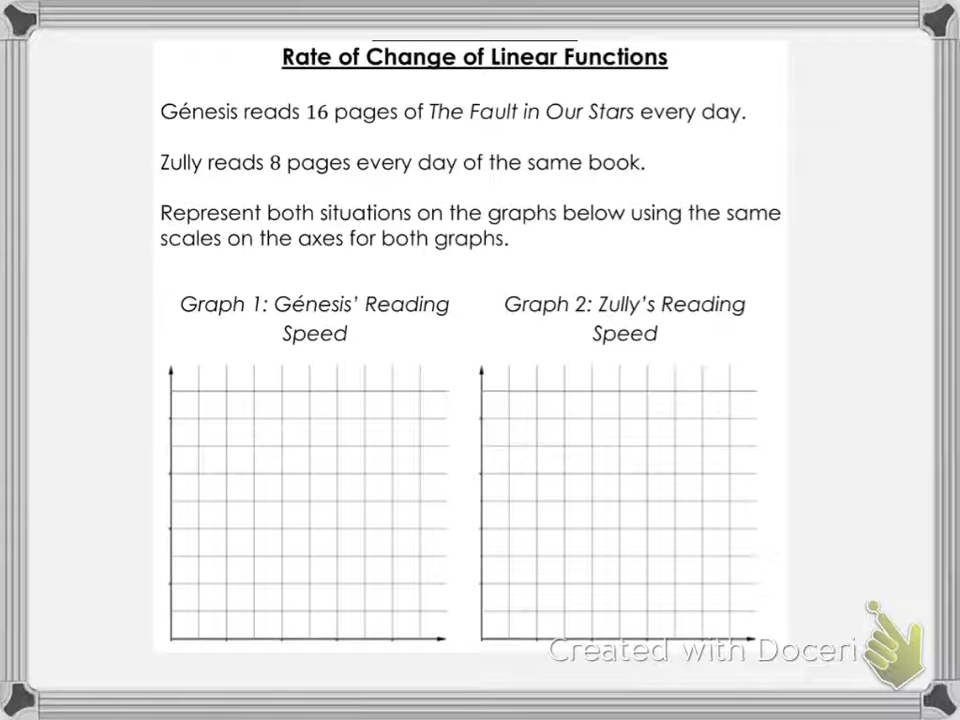 Rate of Change of Linear Functions
Génesis reads 16 pages of The Fault in Our Stars every day.
Zully reads 8 pages every day of the same book.
Represent both situations on the graphs below using the same
scales on the axes for both graphs.
Graph 1: Génesis’ Reading
Speed
Graph 2: Zully’s Reading
Speed
Created with Doceri